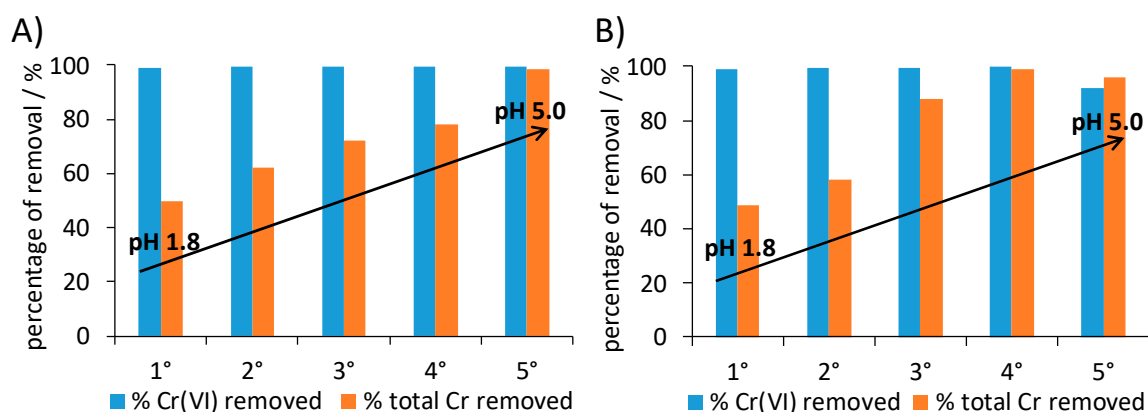 A)
percentage of removal / %
100
80
60
40
20
0
pH 1.8
pH 5.0
1° 2° 3° 4° 5°
% Cr(VI) removed % total Cr removed
B)
percentage of removal / %
100
80
60
40
20
0
pH 1.8
pH 5.0
1° 2° 3° 4° 5°
% Cr(VI) removed % total Cr removed